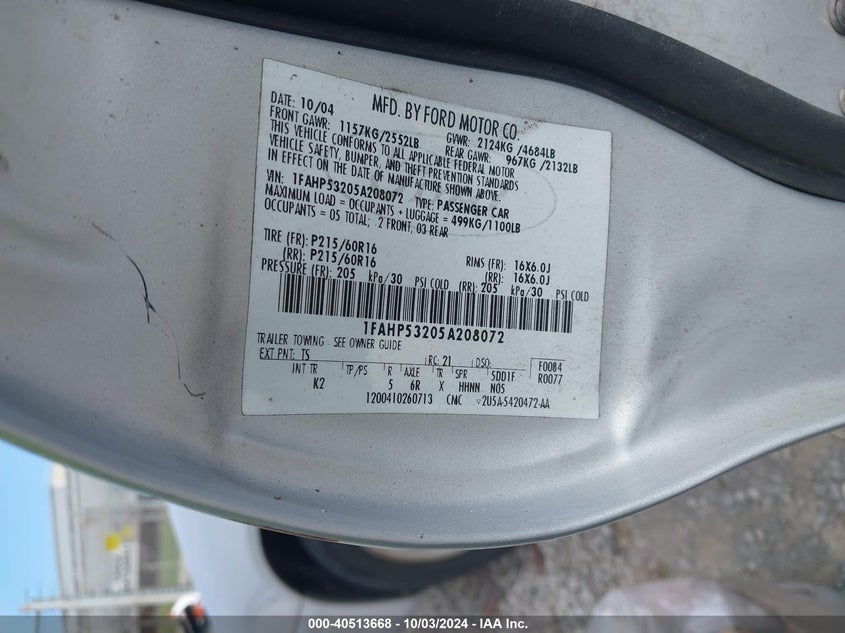 DATE: 10/04 MFD. BY FORD MOTOR CO
FRONT GAWR: 1157KG/2552LB GVWR: 2124KG /4684LB
REAR GAWR: 967KG/2132LB
THIS VEHICLE CONFORMS TO ALL APPLICABLE FEDERAL MOTOR
VEHICLE SAFETY, BUMPER, AND THEFT PREVENTION STANDARDS
IN EFFECT ON THE DATE OF MANUFACTURE SHOWN ABOVE.
VIN: 1FAHP53205A208072 TYPE: PASSENGER CAR
MAXIMUM LOAD = OCCUPANTS + LUGGAGE = 499KG/1100LB
OCCUPANTS = 05 TOTAL; 2 FRONT, 03 REAR
TIRE (FR): P215/60R16 RIMS (FR): 16X6.0J
(RR): P215/60R16 (RR): 16X6.0J
PRESSURE (FR): 205 kPa/30 PSI COLD (RR): 205 kPa/30 PSI COLD
1FAHP53205A208072
TRAILER TOWING - SEE OWNER GUIDE
EXT PNT: TS RC: 21 DSO: F0084
INT TR TP/PS R AXLE TR SPR 5DD1F R0077
K2 5 6R X HHNN N05
1200410260713 CMC 2U5A-5420472-AA
000-40513668 - 10/03/2024 - © IAA, Inc.